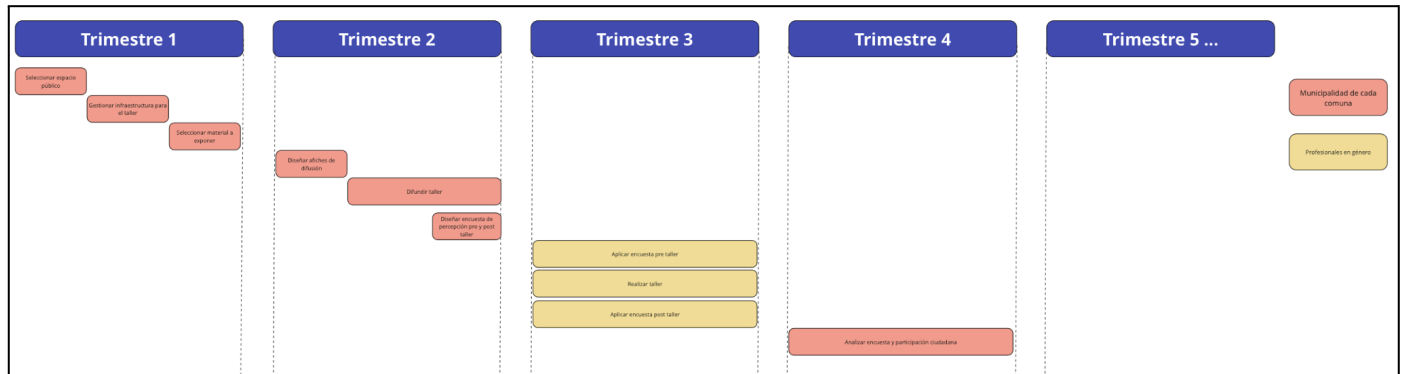 Trimestre 1
Trimestre 2
Trimestre 3
Trimestre 4
Trimestre 5 ...
Seleccionar espacio
público
Gestionar infraestructura para
el taller
Seleccionar material a
exponer
Diseñar afiches de
difusión
Difundir taller
Diseñar encuesta de
percepción pre y post
taller
Aplicar encuesta pre taller
Realizar taller
Aplicar encuesta post taller
Analizar encuesta y participación ciudadana
Municipalidad de cada
comuna
Profesionales en género